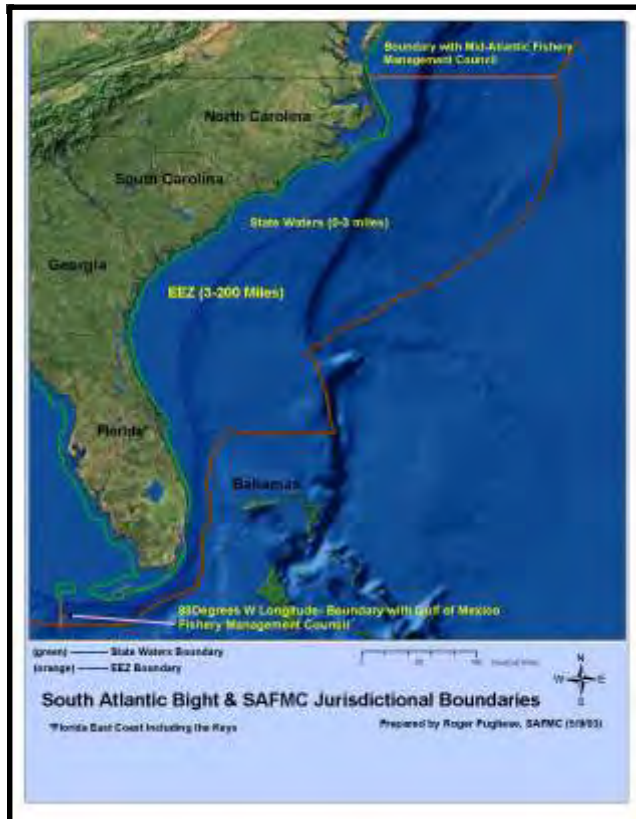 Boundary with Mid-Atlantic Fishery
Management Council
North Carolina
South Carolina
State Waters (0-3 miles)
Georgia
EEZ (3-200 Miles)
Florida*
Bahamas
Degrees W Longitude- Boundary with Gulf of Mexico
Fishery Management Council
(green) State Waters Boundary
(orange) EEZ Boundary
N
W E
S
South Atlantic Bight & SAFMC Jurisdictional Boundaries
*Florida East Coast Including the Keys
Prepared by Roger Pugliese, SAFMC